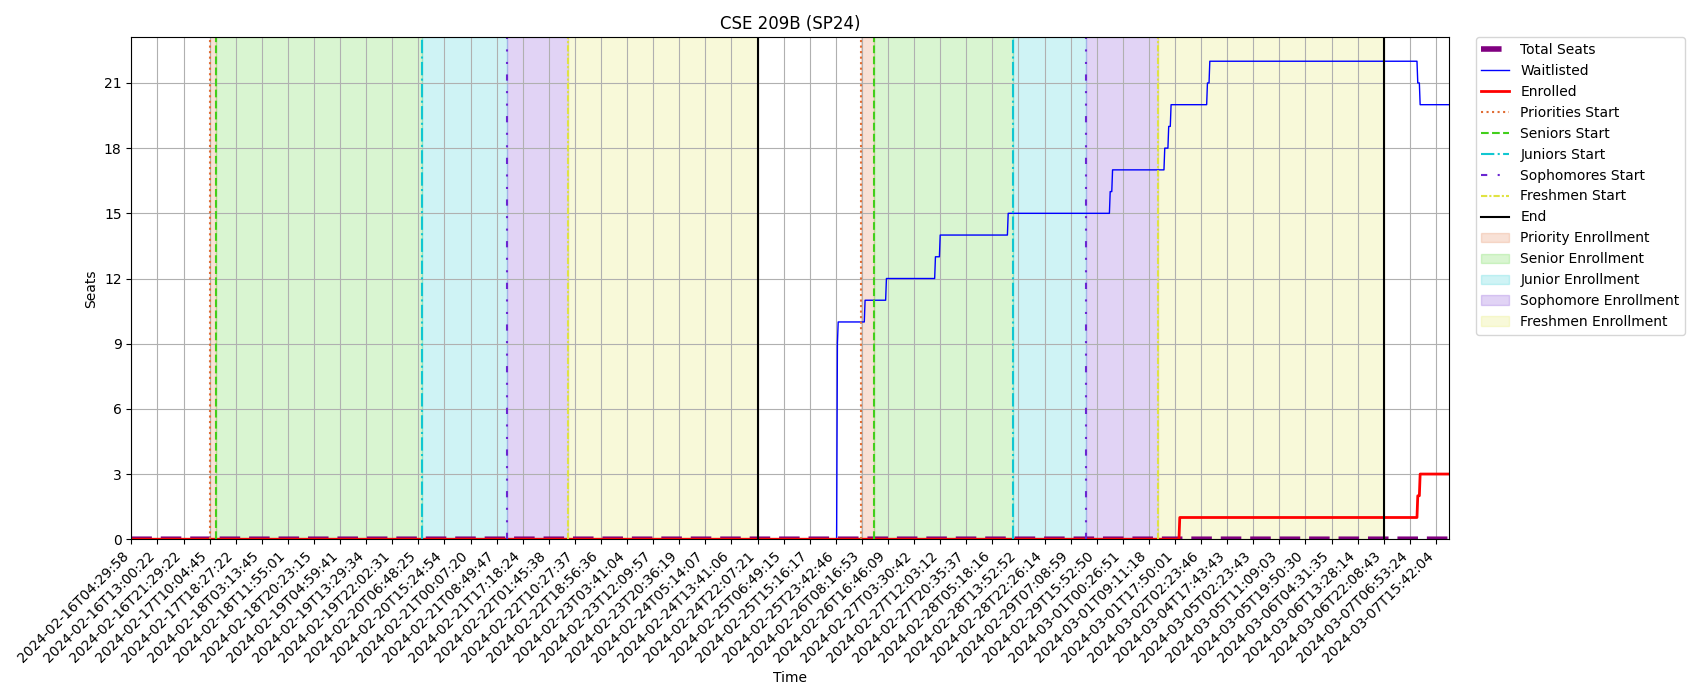 CSE 209B (SP24)
Seats
21
18
15
12
9
6
3
0
2024-02-16T04:29:58
2024-02-16T13:00:22
2024-02-16T21:29:22
2024-02-17T10:04:45
2024-02-17T18:27:22
2024-02-18T03:13:45
2024-02-18T11:55:01
2024-02-18T20:23:15
2024-02-19T04:59:41
2024-02-19T13:29:34
2024-02-19T22:02:31
2024-02-20T06:48:25
2024-02-20T15:24:54
2024-02-21T00:07:20
2024-02-21T08:49:47
2024-02-21T17:18:24
2024-02-22T01:45:38
2024-02-22T10:27:37
2024-02-22T18:56:36
2024-02-23T03:41:04
2024-02-23T12:09:57
2024-02-23T20:36:19
2024-02-24T05:14:07
2024-02-24T13:41:06
2024-02-24T22:07:21
2024-02-25T06:49:15
2024-02-25T15:16:17
2024-02-25T23:42:46
2024-02-26T08:16:53
2024-02-26T16:46:09
2024-02-27T03:30:42
2024-02-27T12:03:12
2024-02-27T20:35:37
2024-02-28T05:18:16
2024-02-28T13:52:52
2024-02-28T22:26:14
2024-02-29T07:08:59
2024-02-29T15:52:50
2024-03-01T00:26:51
2024-03-01T09:11:18
2024-03-01T17:50:01
2024-03-02T02:23:46
2024-03-04T17:43:43
2024-03-05T02:23:43
2024-03-05T11:09:03
2024-03-05T19:50:30
2024-03-06T04:31:35
2024-03-06T13:28:14
2024-03-06T22:08:43
2024-03-07T06:53:24
2024-03-07T15:42:04
Time
Total Seats
Waitlisted
Enrolled
Priorities Start
Seniors Start
Juniors Start
Sophomores Start
Freshmen Start
End
Priority Enrollment
Senior Enrollment
Junior Enrollment
Sophomore Enrollment
Freshmen Enrollment